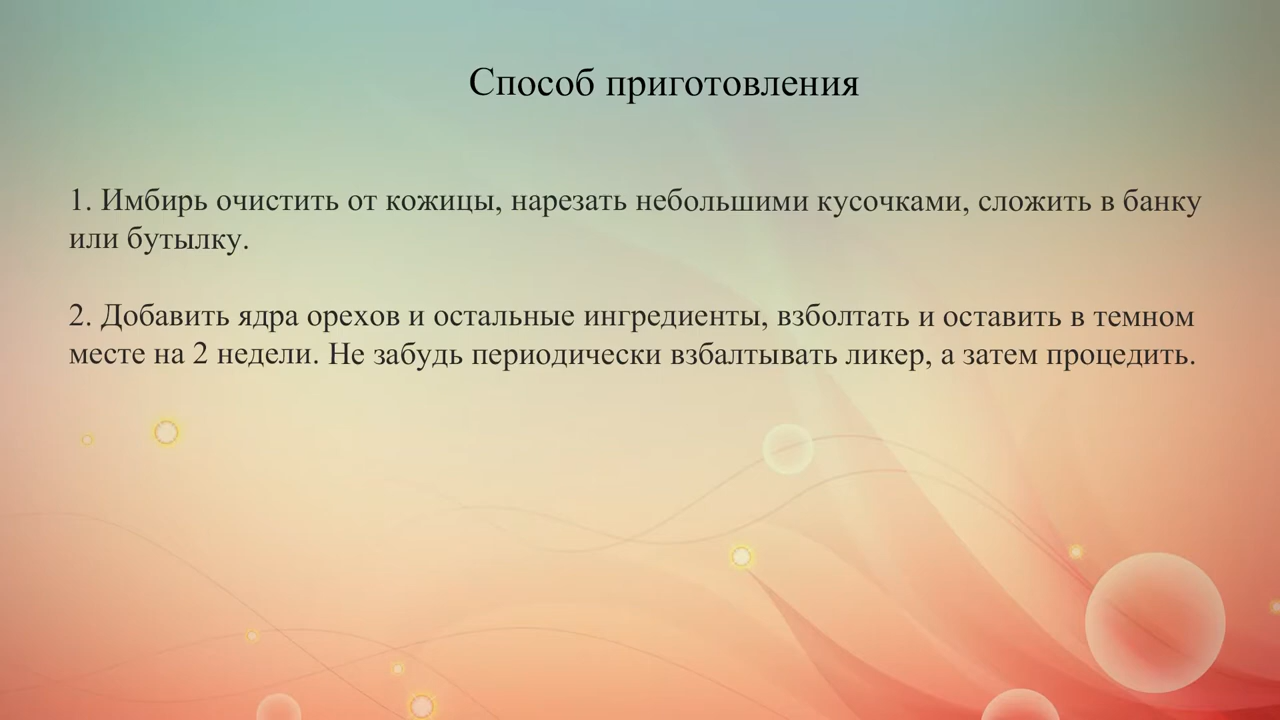 Способ приготовления
1. Имбирь очистить от кожицы, нарезать небольшими кусочками, сложить в банку
или бутылку.
2. Добавить ядра орехов и остальные ингредиенты, взболтать и оставить в темном
месте на 2 недели. Не забудь периодически взбалтывать ликер, а затем процедить.